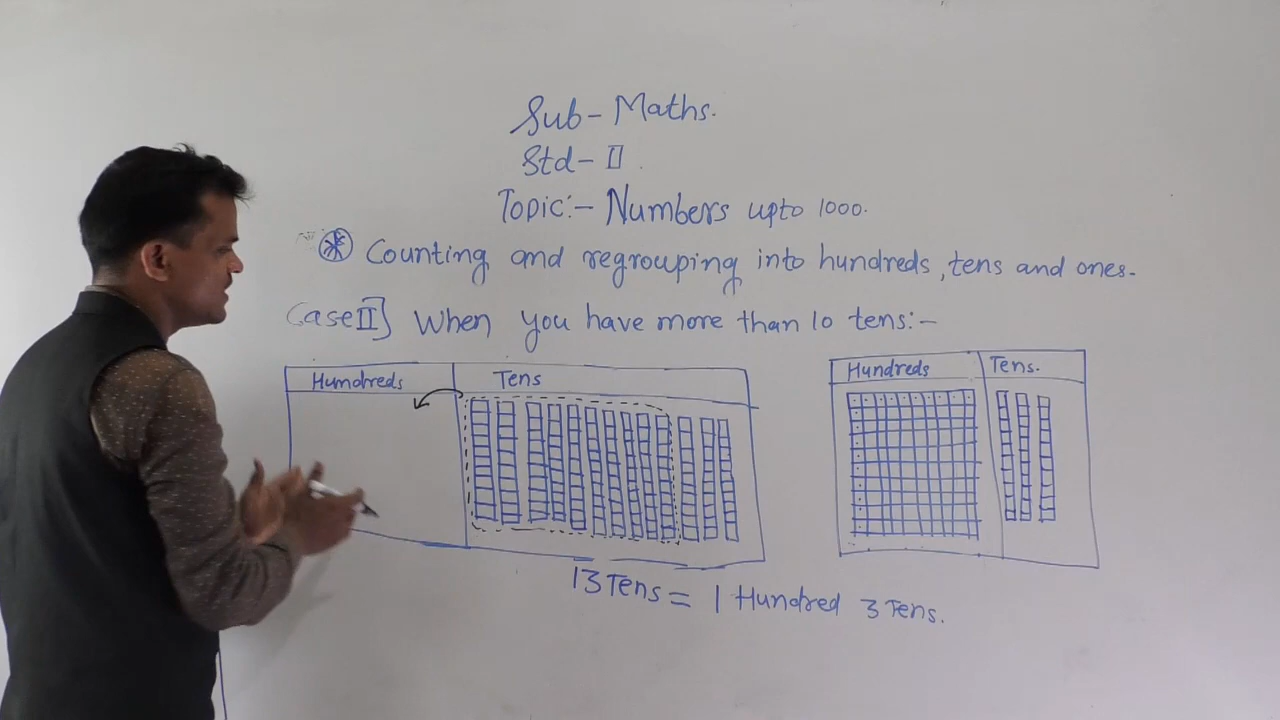 Sub- Maths.
Std- II.
Topic:- Numbers upto 1000.
* Counting and regrouping into hundreds, tens and ones.
Case II] When you have more than 10 tens:-
Humdreds Tens
Hundreds Tens.
13 Tens = 1 Hundred 3 Tens.